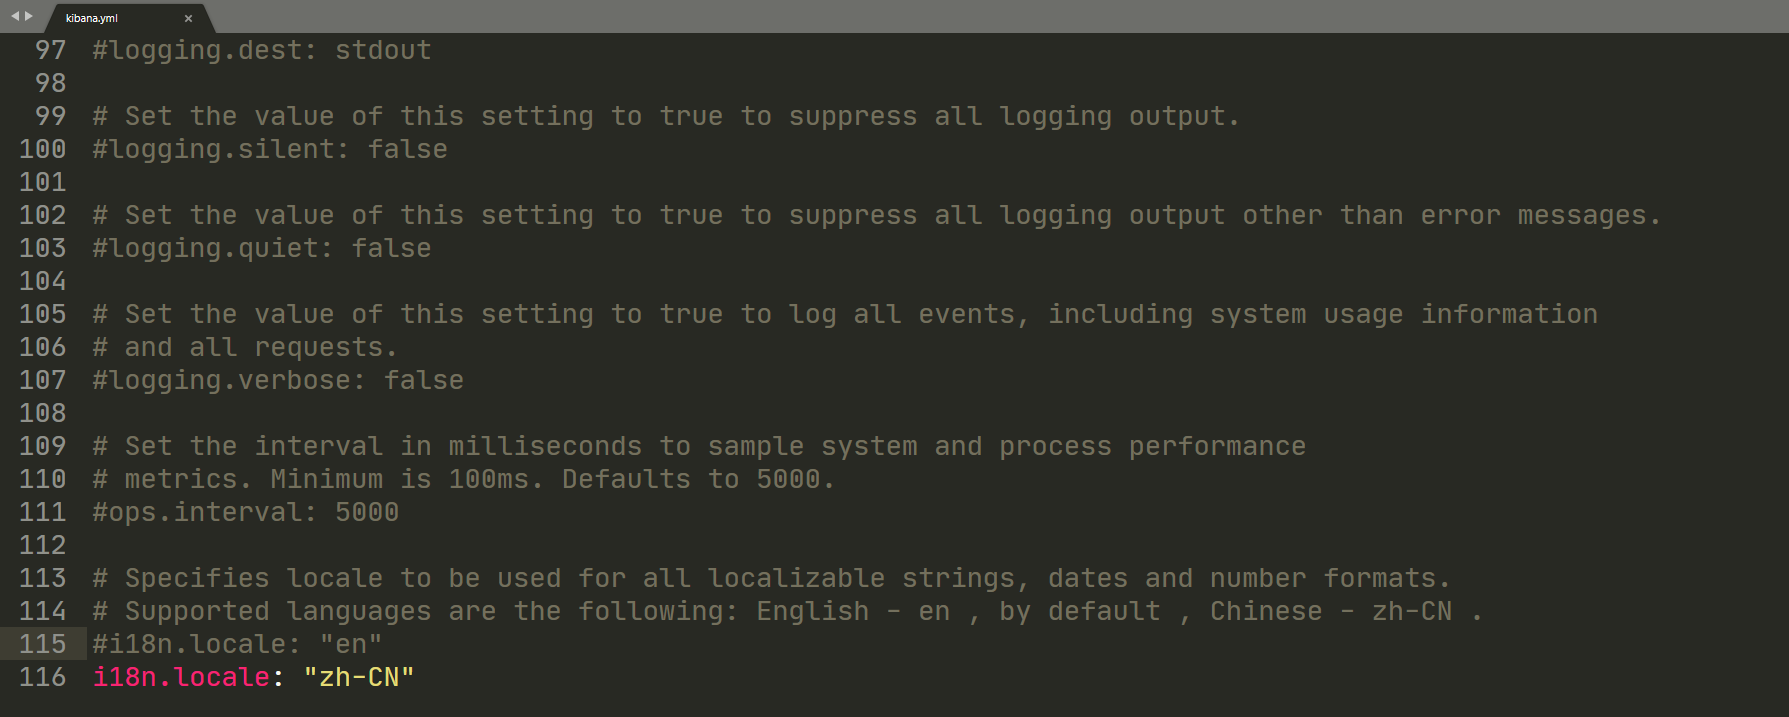 kibana.yml
97 #logging.dest: stdout
98
99 # Set the value of this setting to true to suppress all logging output.
100 #logging.silent: false
101
102 # Set the value of this setting to true to suppress all logging output other than error messages.
103 #logging.quiet: false
104
105 # Set the value of this setting to true to log all events, including system usage information
106 # and all requests.
107 #logging.verbose: false
108
109 # Set the interval in milliseconds to sample system and process performance
110 # metrics. Minimum is 100ms. Defaults to 5000.
111 #ops.interval: 5000
112
113 # Specifies locale to be used for all localizable strings, dates and number formats.
114 # Supported languages are the following: English - en , by default , Chinese - zh-CN .
115 #i18n.locale: "en"
116 i18n.locale: "zh-CN"